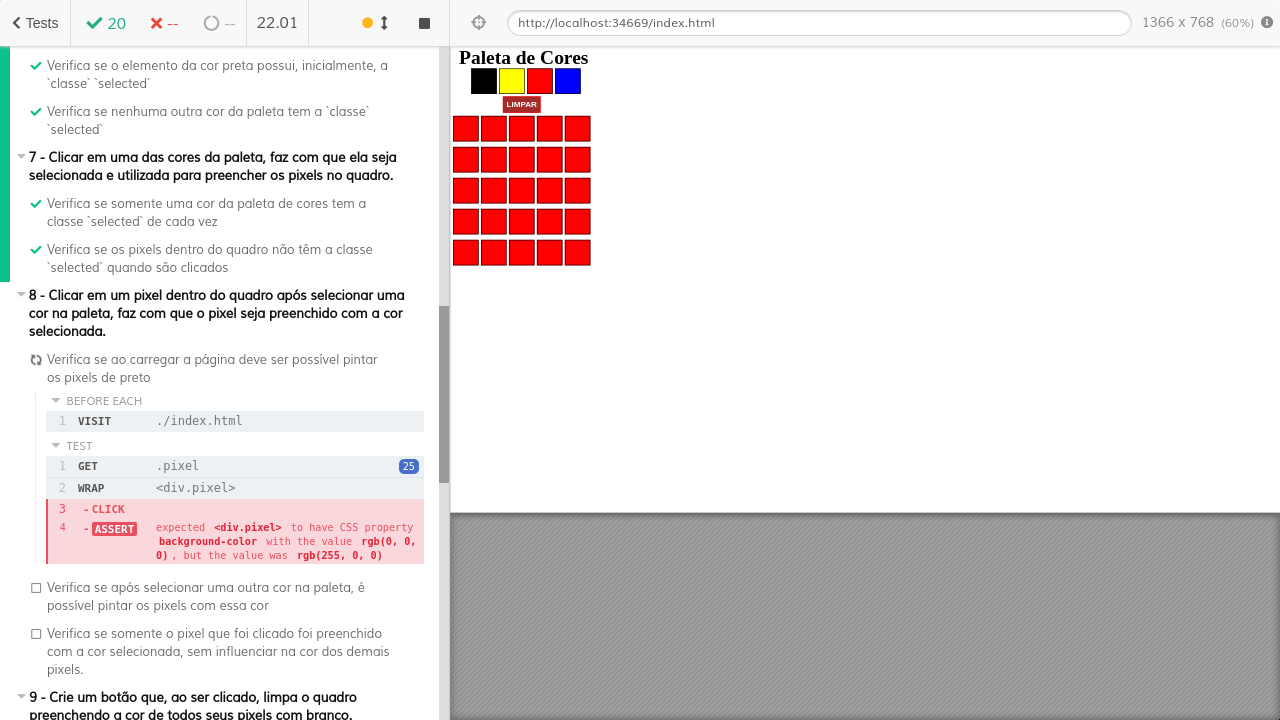 Tests
20
--
--
22.01
http://localhost:34669/index.html
1366 x 768 (60%)
Verifica se o elemento da cor preta possui, inicialmente, a
`classe` `selected`
Verifica se nenhuma outra cor da paleta tem a `classe`
`selected`
7 - Clicar em uma das cores da paleta, faz com que ela seja
selecionada e utilizada para preencher os pixels no quadro.
Verifica se somente uma cor da paleta de cores tem a
classe `selected` de cada vez
Verifica se os pixels dentro do quadro não têm a classe
`selected` quando são clicados
8 - Clicar em um pixel dentro do quadro após selecionar uma
cor na paleta, faz com que o pixel seja preenchido com a cor
selecionada.
Verifica se ao carregar a página deve ser possível pintar
os pixels de preto
BEFORE EACH
1 VISIT ./index.html
TEST
1 GET .pixel 25
2 WRAP <div.pixel>
3 - CLICK
4 - ASSERT expected <div.pixel> to have CSS property
background-color with the value rgb(0, 0,
0), but the value was rgb(255, 0, 0)
Verifica se após selecionar uma outra cor na paleta, é
possível pintar os pixels com essa cor
Verifica se somente o pixel que foi clicado foi preenchido
com a cor selecionada, sem influenciar na cor dos demais
pixels.
9 - Crie um botão que, ao ser clicado, limpa o quadro
preenchendo a cor de todos seus pixels com branco.
Paleta de Cores
LIMPAR